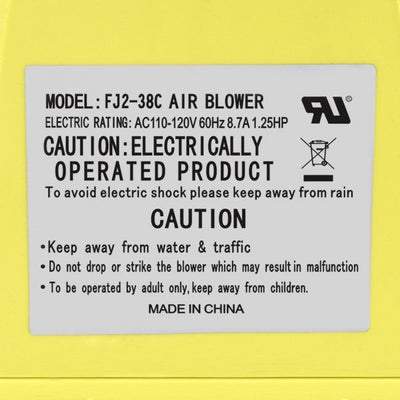 MODEL: FJ2-38C AIR BLOWER
ELECTRIC RATING: AC110-120V 60Hz 8.7A 1.25HP
CAUTION:ELECTRICALLY
OPERATED PRODUCT
To avoid electric shock please keep away from rain
CAUTION
•Keep away from water & traffic
• Do not drop or strike the blower which may result in malfunction
• To be operated by adult only,keep away from children.
MADE IN CHINA